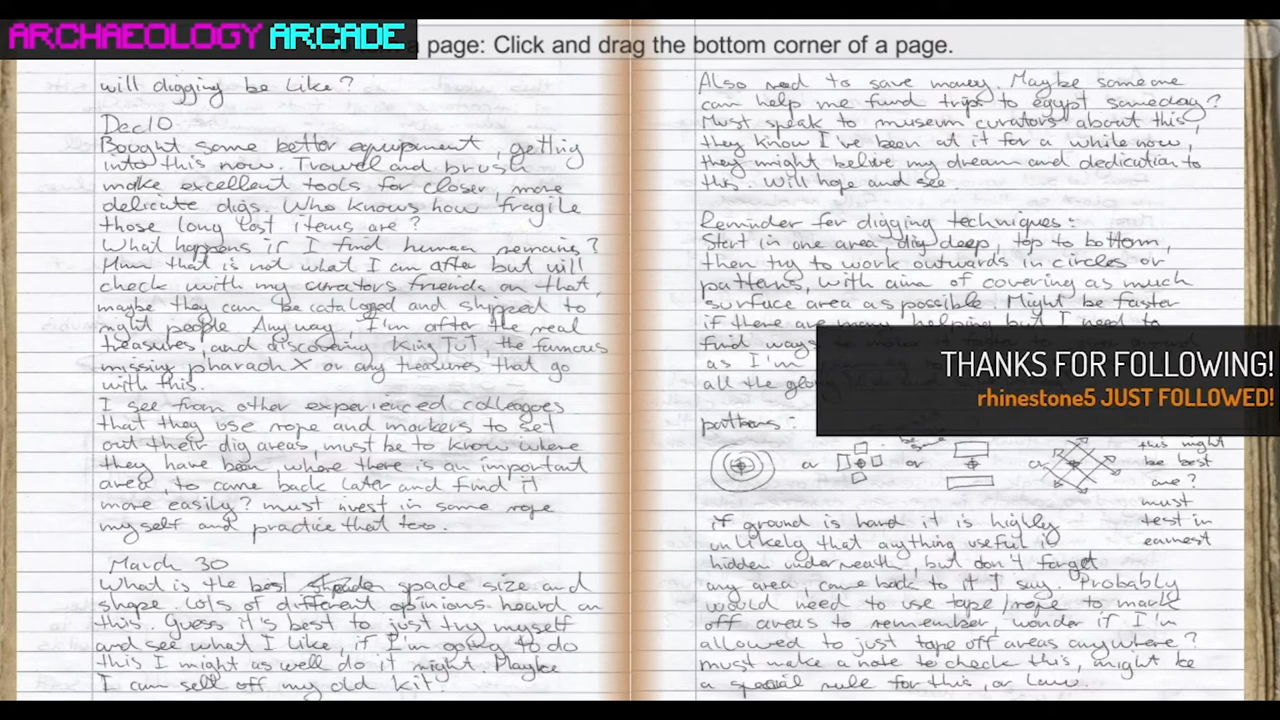 ARCHAEOLOGY ARCADE
a page: Click and drag the bottom corner of a page.
will digging be like?
Dec 10
Bought some better equipment, getting
into this now. Trowel and brush
make excellent tools for closer, more
delicate digs. Who knows how fragile
those long lost items are?
What happens if I find human remains?
Hmm that is not what I am after but will
check with my curators friends on that,
maybe they can be cataloged and shipped to
right people. Anyway, I'm after the real
treasures, and discovering King TUT, the famous
missing pharaoh X or any treasures that go
with this.
I see from other experienced colleagoes
that they use rope and markers to set
out their dig areas, must be to know where
they have been, where there is an important
area, to come back later and find it
more easily? must invest in some rope
myself and practice that too.
March 30
What is the best spade size and
shape. Lots of different opinions heard on
this. Guess it's best to just try myself
and see what I like, if I'm going to do
this I might as well do it right. Maybe
I can sell off my old kit.
Also need to save money. Maybe someone
can help me fund trips to egypt someday?
Must speak to museum curators about this,
they know I've been at it for a while now,
they might belive my dream and dedication to
this. Will hope and see.
Reminder for digging techniques:
Start in one area, dig deep, top to bottom,
then try to work outwards in circles or
patterns, with aim of covering as much
surface area as possible. Might be faster
if there are many helping but I need to
find ways
as I'm
all the glory
THANKS FOR FOLLOWING!
rhinestone5 JUST FOLLOWED!
patterns:
or or or
this might
be best
one?
must
test in
earnest
if ground is hard it is highly
unlikely that anything useful is
hidden underneath, but don't forget
any area, come back to it I say. Probably
would need to use tape/rope to mark
off areas to remember, wonder if I'm
allowed to just tape off areas anywhere?
must make a note to check this, might be
a special rule for this, or law.